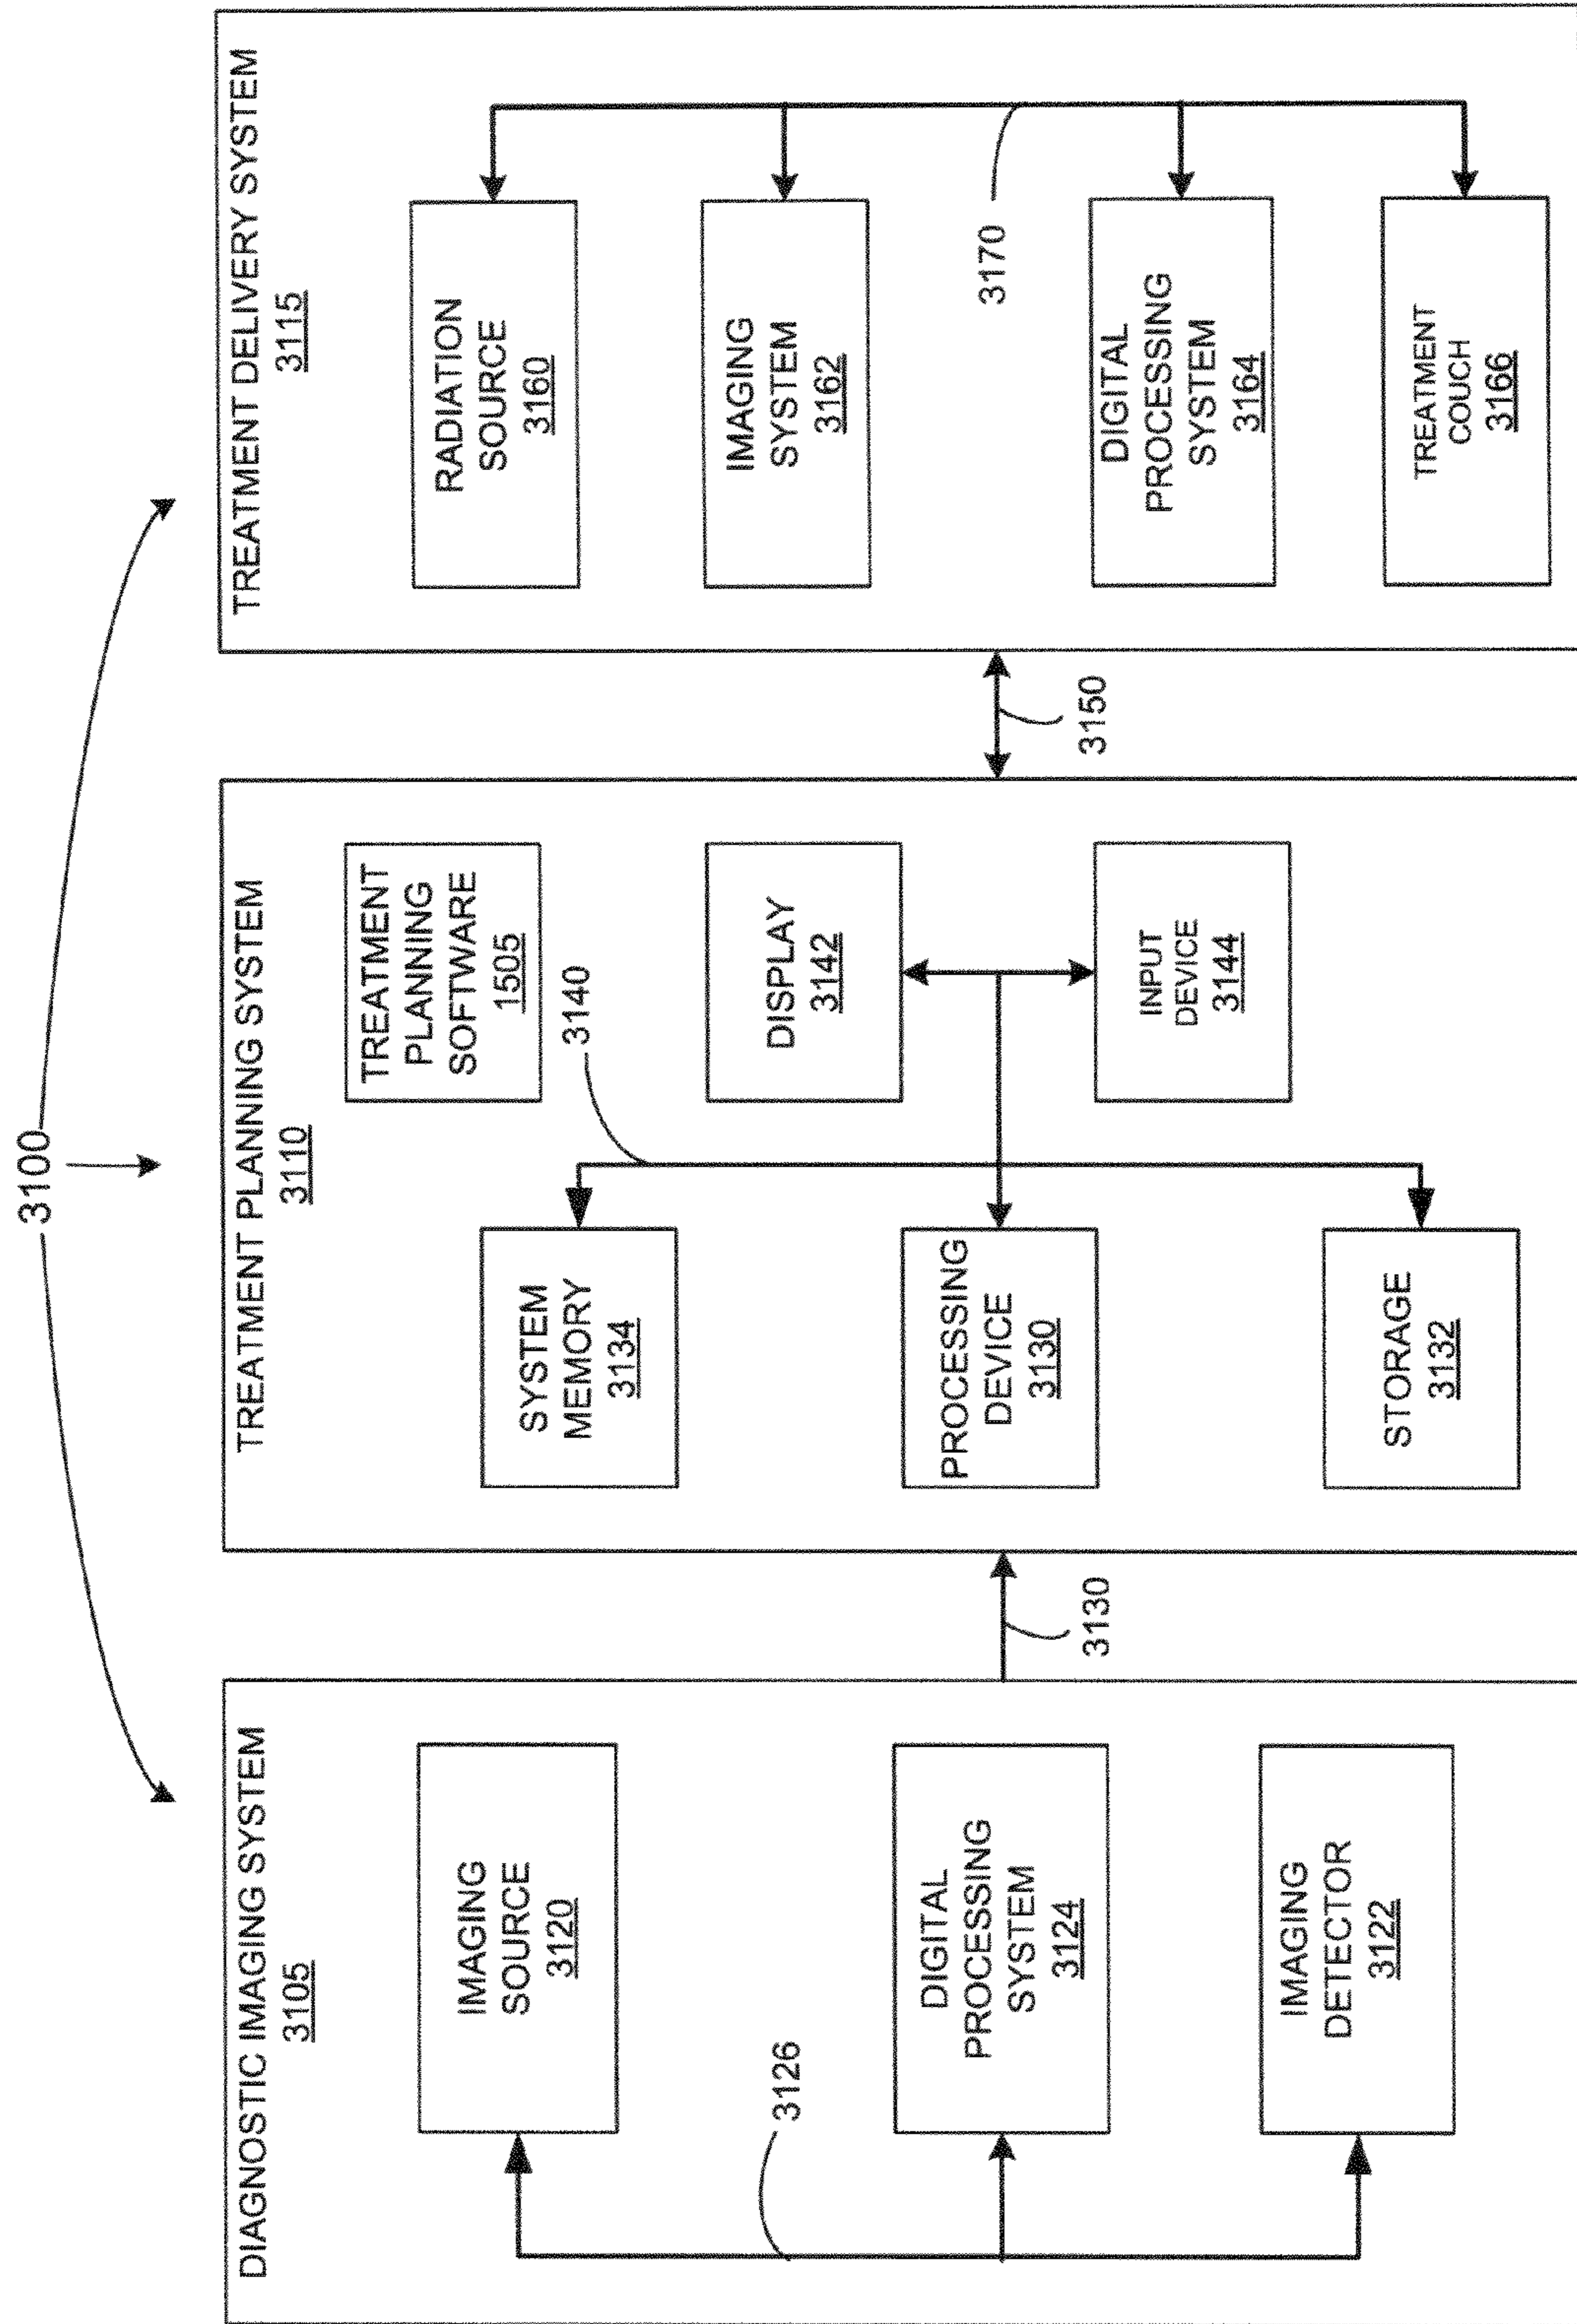 3100
DIAGNOSTIC IMAGING SYSTEM
3105
IMAGING
SOURCE
3120
DIGITAL
PROCESSING
SYSTEM
3124
IMAGING
DETECTOR
3122
3126
3130
TREATMENT PLANNING SYSTEM
3110
TREATMENT
PLANNING
SOFTWARE
1505
3140
SYSTEM
MEMORY
3134
DISPLAY
3142
PROCESSING
DEVICE
3130
INPUT
DEVICE
3144
STORAGE
3132
3150
TREATMENT DELIVERY SYSTEM
3115
RADIATION
SOURCE
3160
IMAGING
SYSTEM
3162
3170
DIGITAL
PROCESSING
SYSTEM
3164
TREATMENT
COUCH
3166